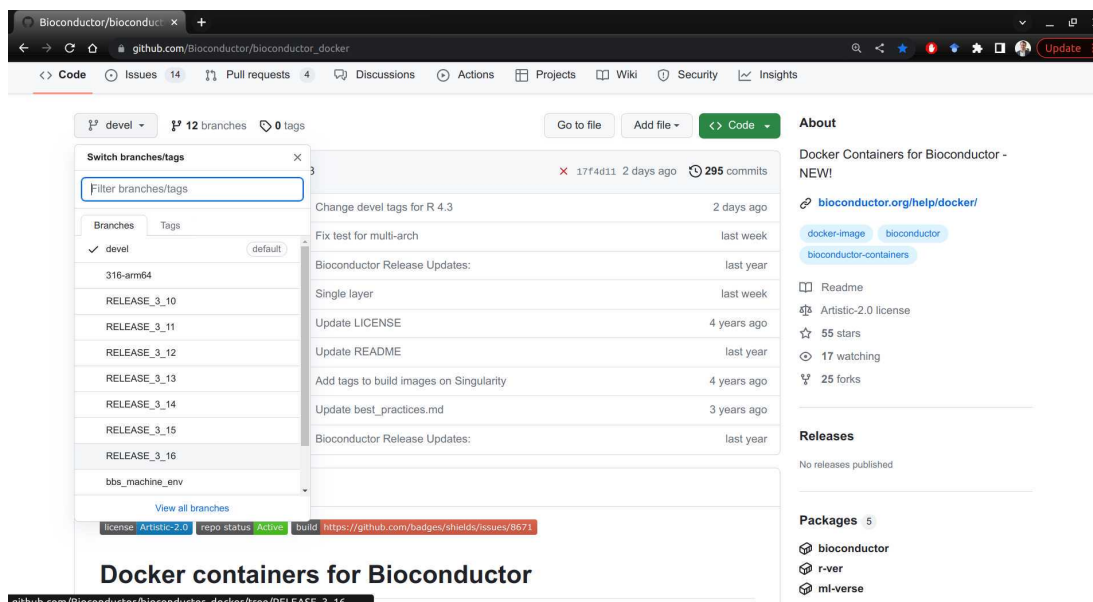 Bioconductor/bioconduct × +
github.com/Bioconductor/bioconductor_docker Update
<> Code Issues 14 Pull requests 4 Discussions Actions Projects Wiki Security Insights
devel 12 branches 0 tags Go to file Add file <> Code
Switch branches/tags ×
Filter branches/tags
Branches Tags
devel default
316-arm64
RELEASE_3_10
RELEASE_3_11
RELEASE_3_12
RELEASE_3_13
RELEASE_3_14
RELEASE_3_15
RELEASE_3_16
bbs_machine_env
View all branches
3 × 17f4d11 2 days ago 295 commits
Change devel tags for R 4.3 2 days ago
Fix test for multi-arch last week
Bioconductor Release Updates: last year
Single layer last week
Update LICENSE 4 years ago
Update README last year
Add tags to build images on Singularity 4 years ago
Update best_practices.md 3 years ago
Bioconductor Release Updates: last year
license Artistic-2.0 repo status Active build https://github.com/badges/shields/issues/8671
Docker containers for Bioconductor
About
Docker Containers for Bioconductor -
NEW!
bioconductor.org/help/docker/
docker-image bioconductor
bioconductor-containers
Readme
Artistic-2.0 license
55 stars
17 watching
25 forks
Releases
No releases published
Packages 5
bioconductor
r-ver
ml-verse
github.com/Bioconductor/bioconductor_docker/tree/RELEASE_3_16